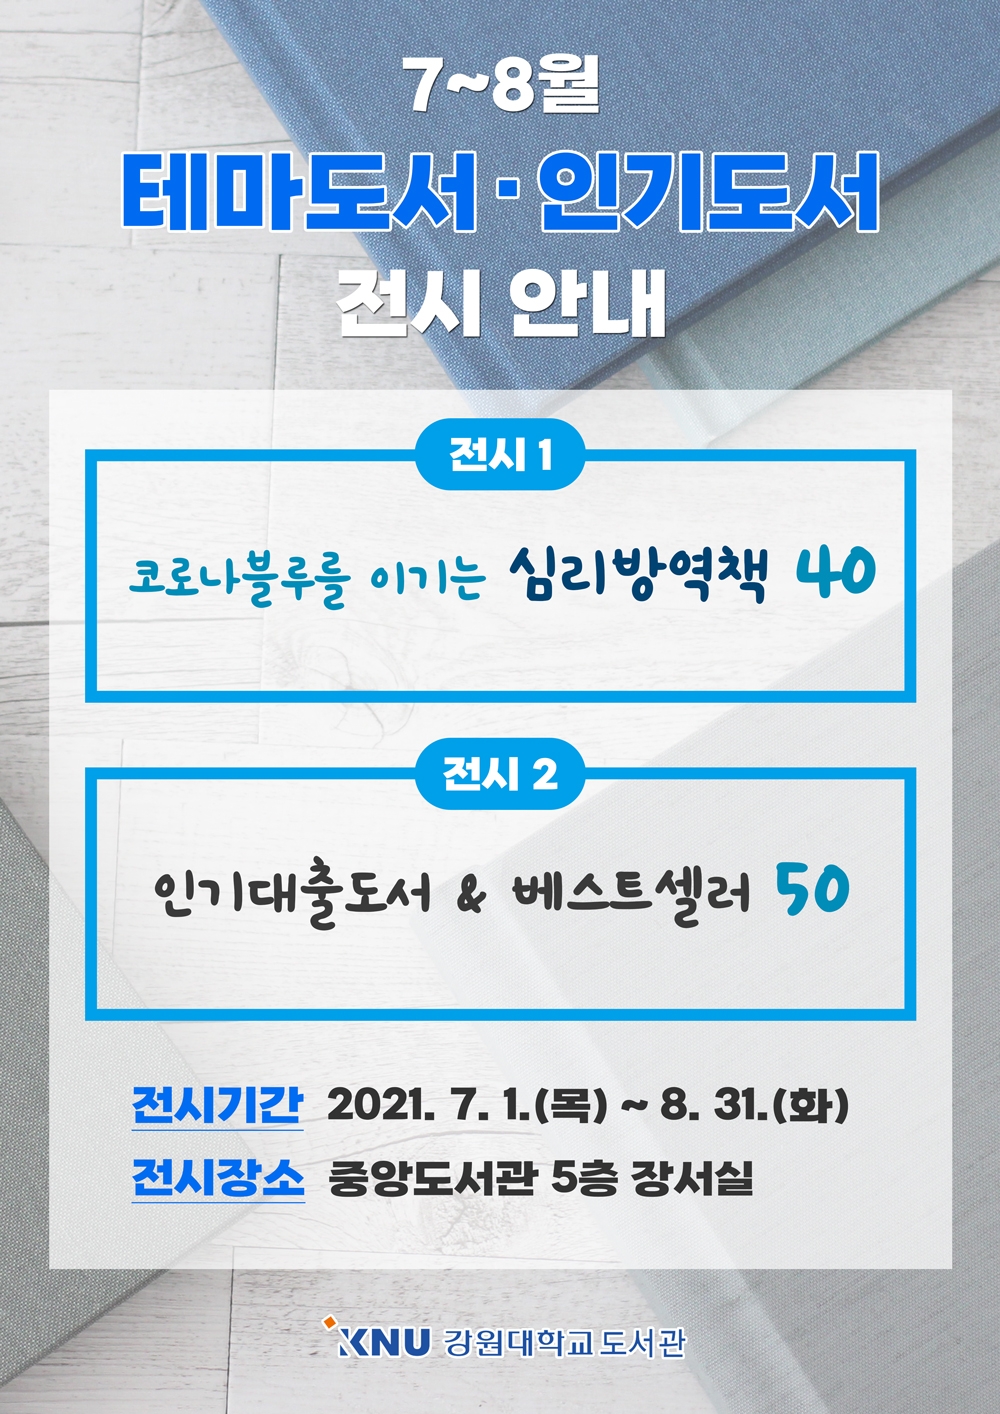 7~8월
테마도서·인기도서
전시 안내
전시 1
코로나블루를 이기는 심리방역책 40
전시 2
인기대출도서 & 베스트셀러 50
전시기간 2021. 7. 1.(목) ~ 8. 31.(화)
전시장소 중앙도서관 5층 장서실
KNU 강원대학교도서관